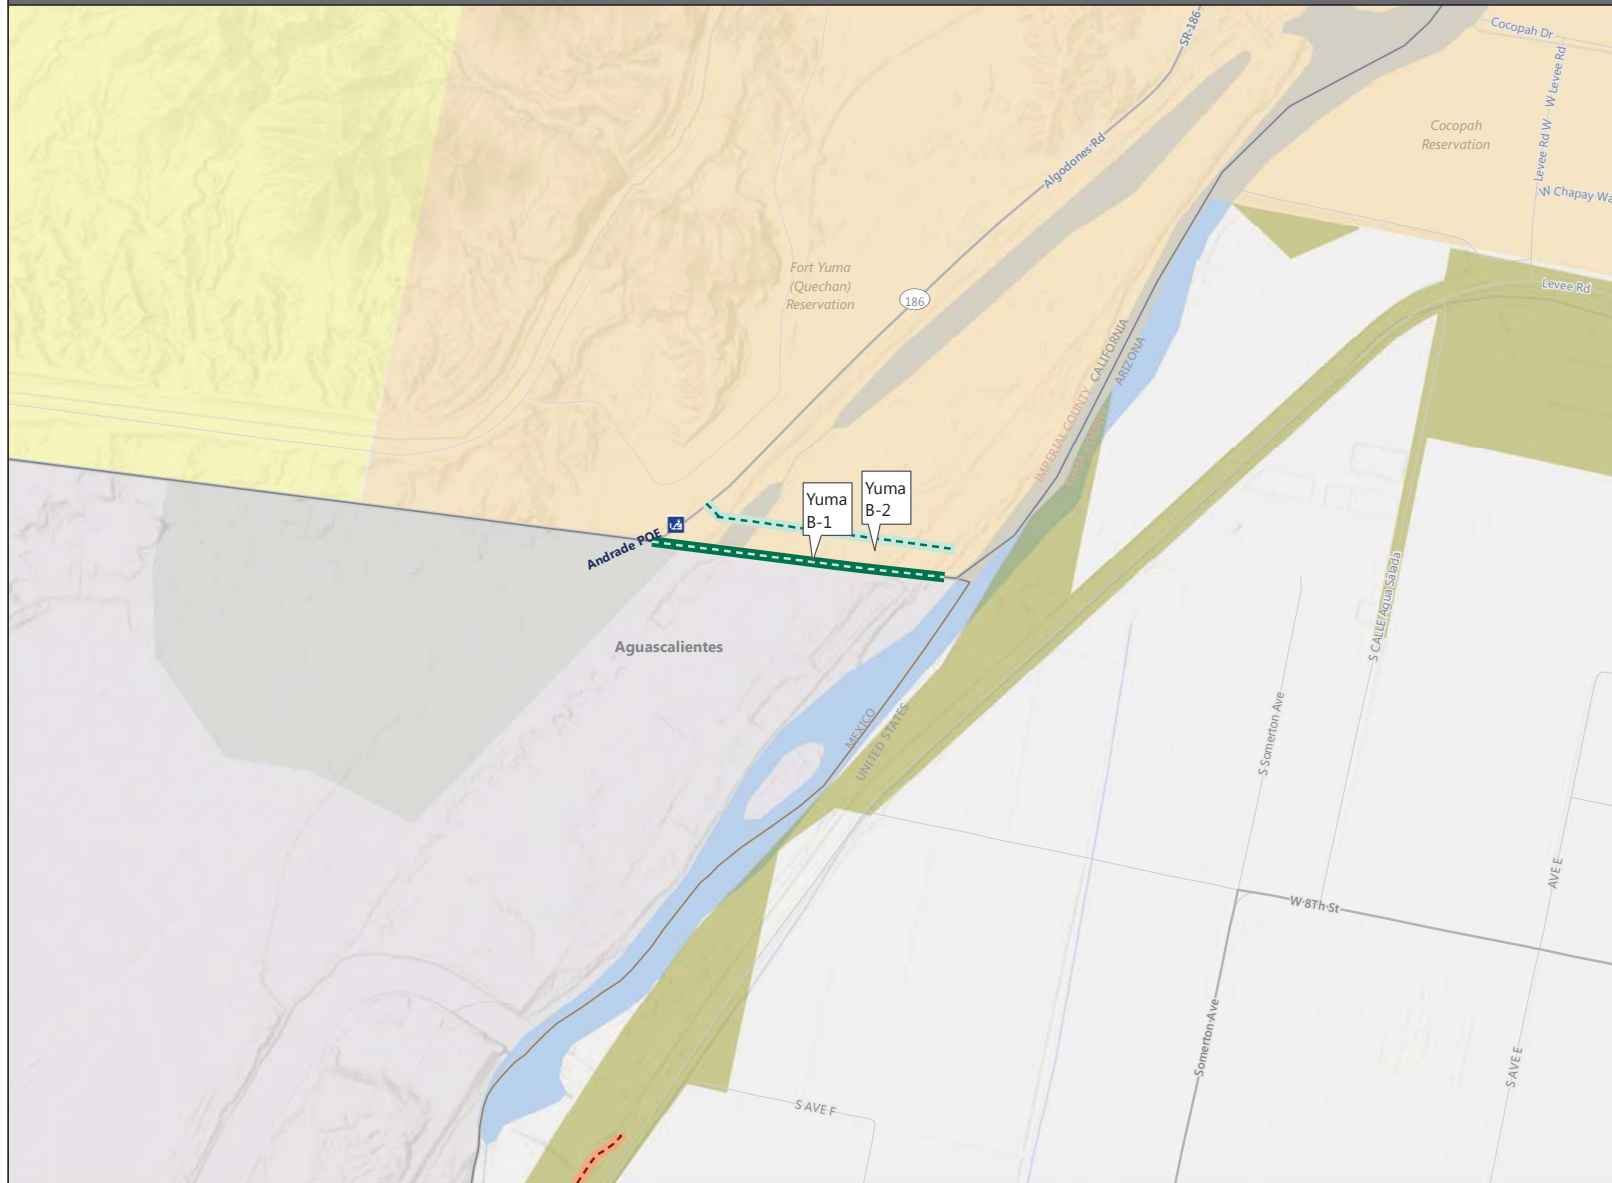 SR-186
Cocopah Dr
W Levee Rd
Levee Rd W
Cocopah
Reservation
N Chapay Wa
Algodones Rd
Fort Yuma
(Quechan)
Reservation
186
Levee Rd
CALIFORNIA
ARIZONA
IMPERIAL COUNTY
YUMA COUNTY
Yuma
B-1
Yuma
B-2
Andrade POE
Aguascalientes
S CALLE Agua Salada
MEXICO
UNITED STATES
S Somerton Ave
W 8Th St
AVE E
Somerton Ave
S AVE E
S AVE F